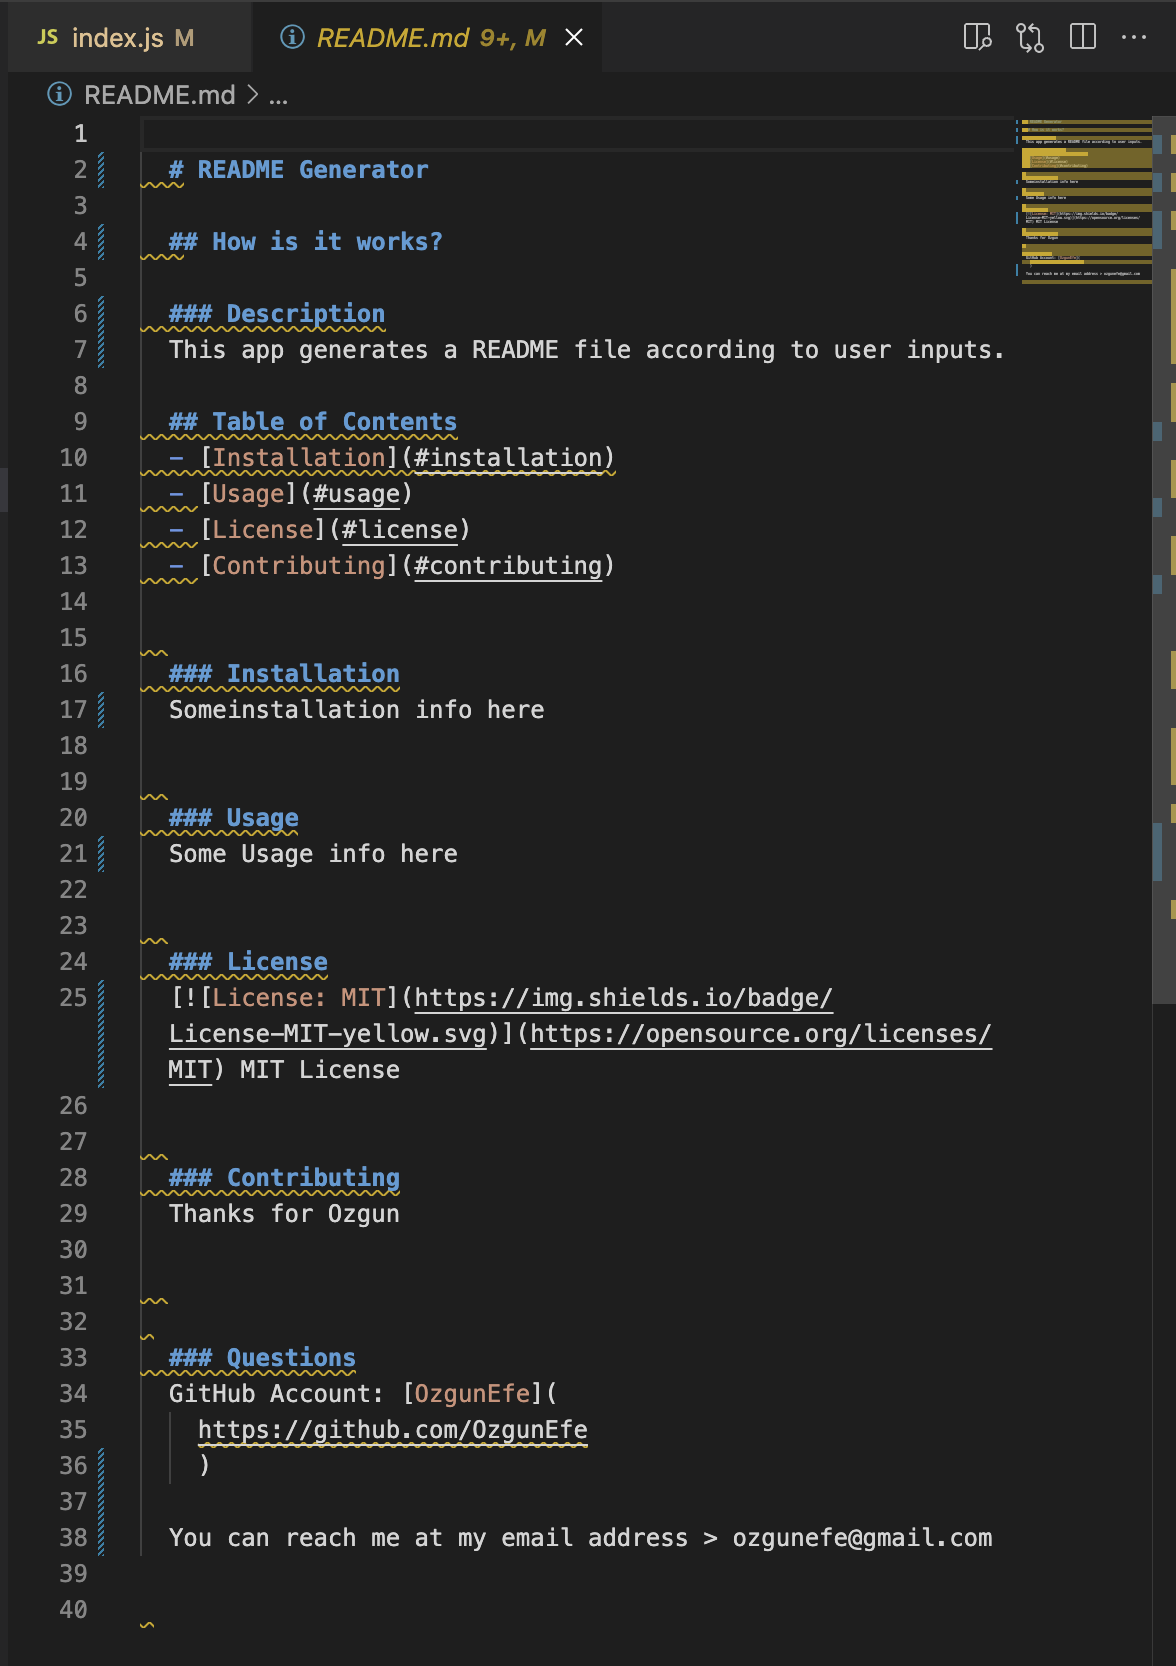 JS index.js M
README.md 9+, M
README.md > ...
1
2 # README Generator
3
4 ## How is it works?
5
6 ### Description
7 This app generates a README file according to user inputs.
8
9 ## Table of Contents
10 - [Installation](#installation)
11 - [Usage](#usage)
12 - [License](#license)
13 - [Contributing](#contributing)
14
15
16 ### Installation
17 Someinstallation info here
18
19
20 ### Usage
21 Some Usage info here
22
23
24 ### License
25 [![License: MIT](https://img.shields.io/badge/
License-MIT-yellow.svg)](https://opensource.org/licenses/
MIT) MIT License
26
27
28 ### Contributing
29 Thanks for Ozgun
30
31
32
33 ### Questions
34 GitHub Account: [OzgunEfe](
35 https://github.com/OzgunEfe
36 )
37
38 You can reach me at my email address > ozgunefe@gmail.com
39
40